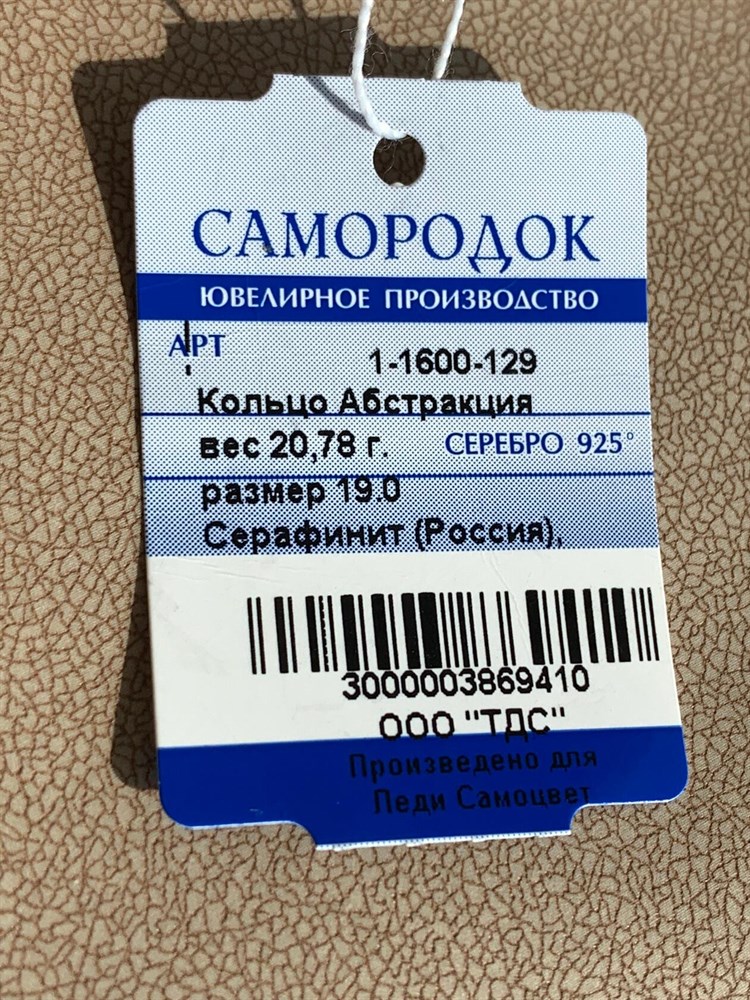 САМОРОДОК
ЮВЕЛИРНОЕ ПРОИЗВОДСТВО
АРТ 1-1600-129
Кольцо Абстракция
вес 20,78 г. СЕРЕБРО 925°
размер 19.0
Серафинит (Россия),
3000003869410
ООО "ТДС"
Произведено для
Педи Самоцвет